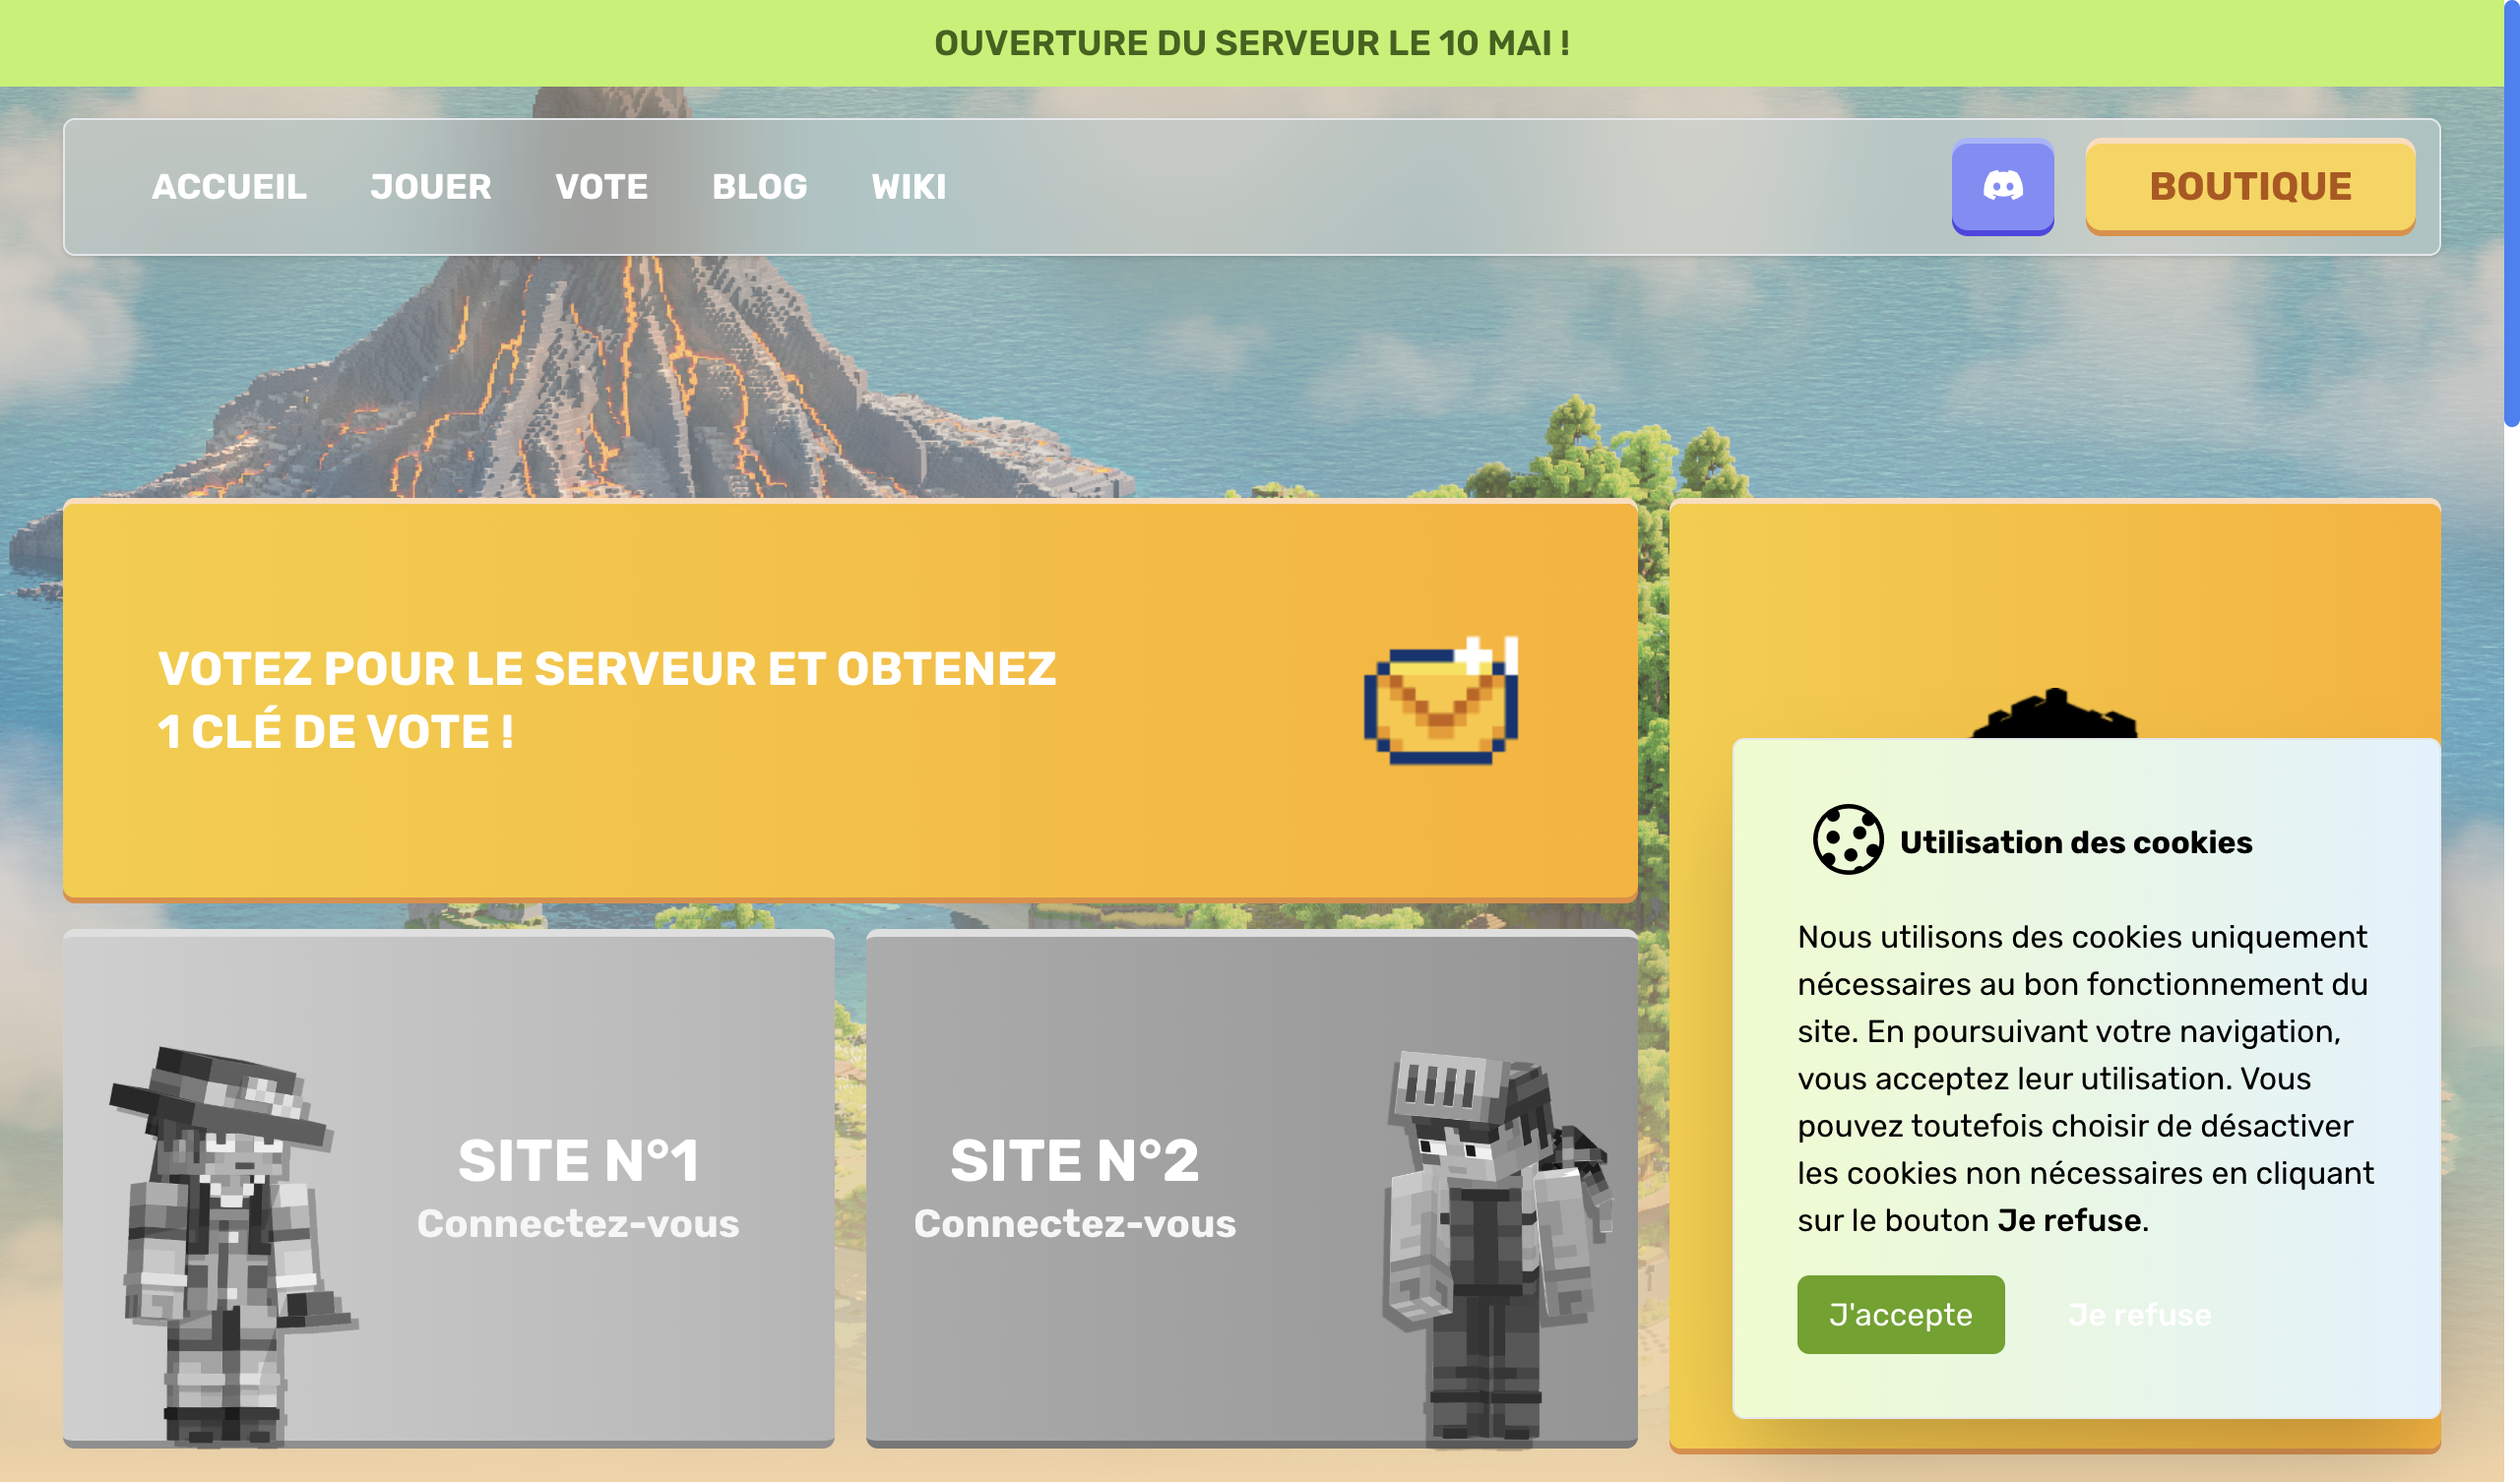 OUVERTURE DU SERVEUR LE 10 MAI !
ACCUEIL
JOUER
VOTE
BLOG
WIKI
BOUTIQUE
VOTEZ POUR LE SERVEUR ET OBTENEZ
1 CLÉ DE VOTE !
SITE N°1
Connectez-vous
SITE N°2
Connectez-vous
Utilisation des cookies
Nous utilisons des cookies uniquement
nécessaires au bon fonctionnement du
site. En poursuivant votre navigation,
vous acceptez leur utilisation. Vous
pouvez toutefois choisir de désactiver
les cookies non nécessaires en cliquant
sur le bouton Je refuse.
J'accepte
Je refuse